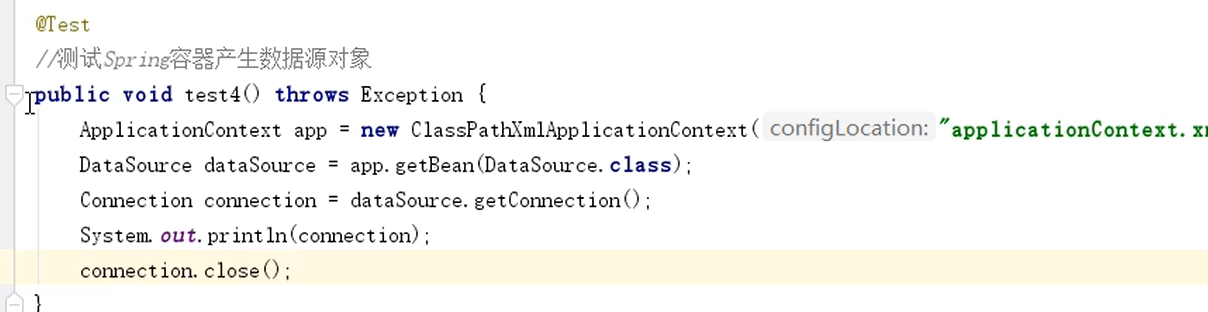 @Test
//测试Spring容器产生数据源对象
public void test4() throws Exception {
ApplicationContext app = new ClassPathXmlApplicationContext( configLocation: "applicationContext.x
DataSource dataSource = app.getBean(DataSource.class);
Connection connection = dataSource.getConnection();
System.out.println(connection);
connection.close();
}